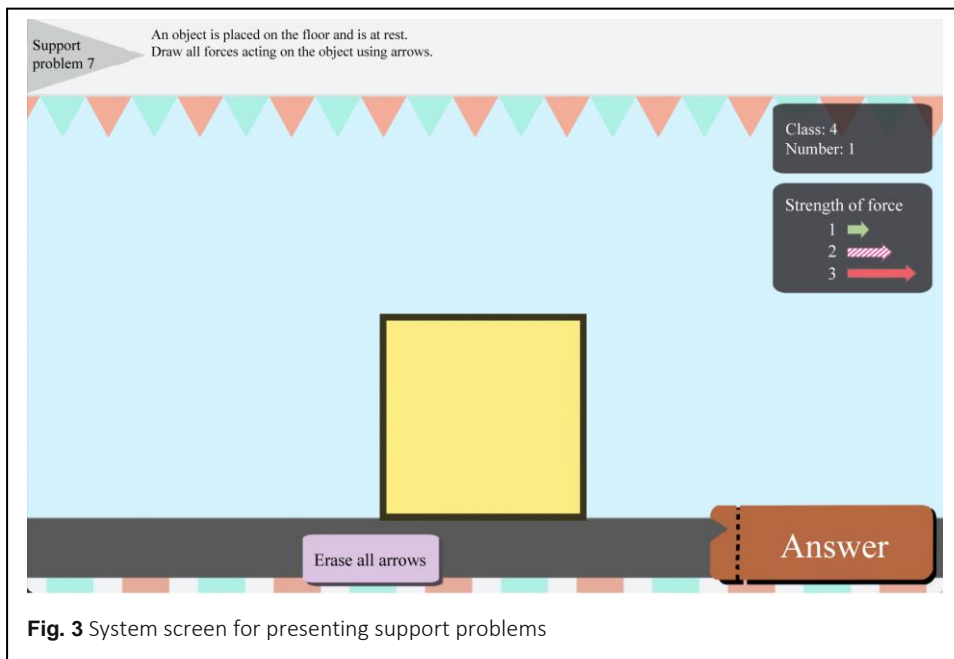 Support
problem 7
An object is placed on the floor and is at rest.
Draw all forces acting on the object using arrows.
Class: 4
Number: 1
Strength of force
1
2
3
Erase all arrows
Answer
Fig. 3 System screen for presenting support problems